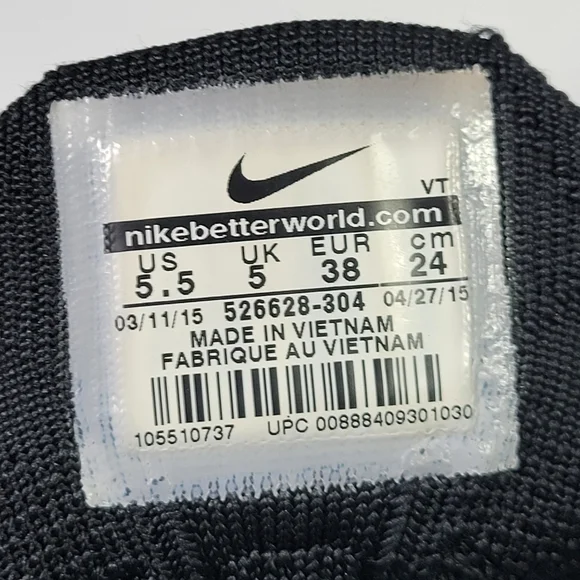 VT
nikebetterworld.com
US UK EUR cm
5.5 5 38 24
03/11/15 526628-304 04/27/15
MADE IN VIETNAM
FABRIQUE AU VIETNAM
105510737 UPC 00888409301030